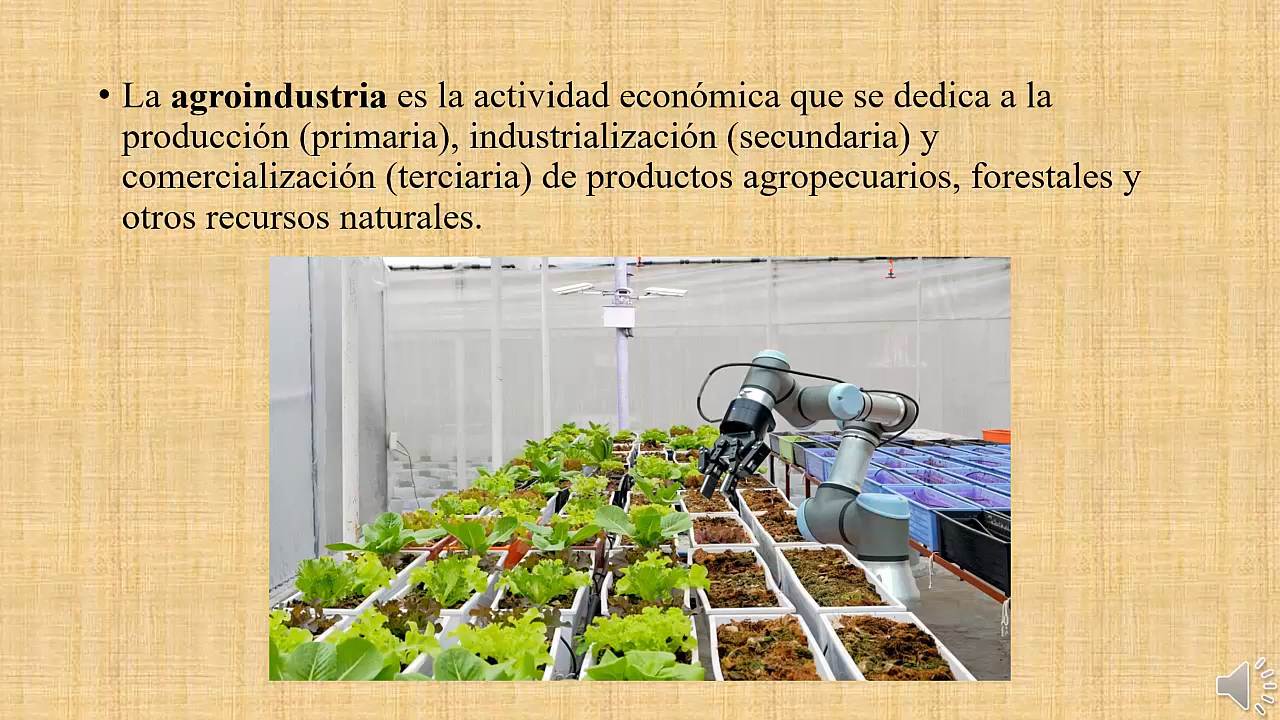 • La agroindustria es la actividad económica que se dedica a la
producción (primaria), industrialización (secundaria) y
comercialización (terciaria) de productos agropecuarios, forestales y
otros recursos naturales.